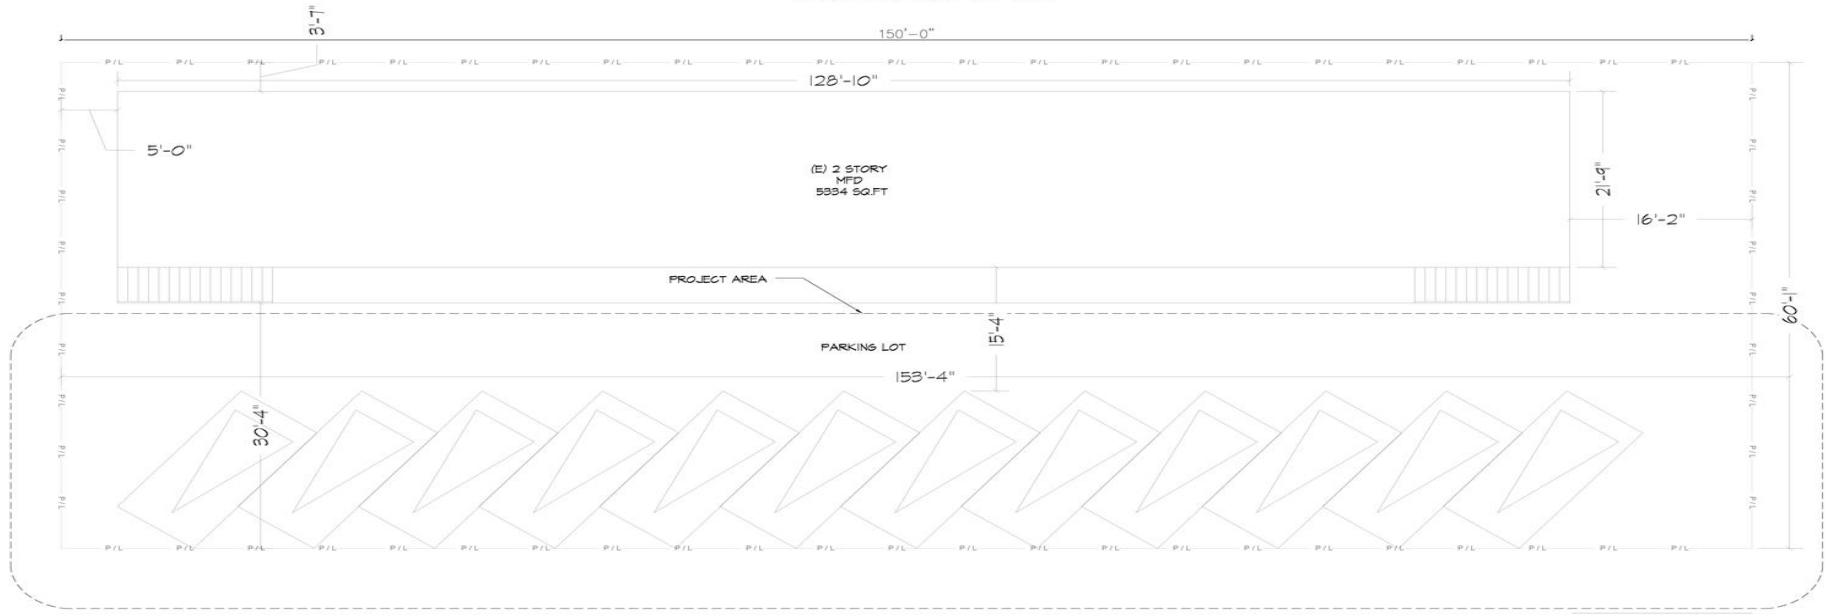 3'-7"
150'-0"
P/L P/L P/L P/L P/L P/L P/L P/L P/L P/L P/L P/L P/L P/L P/L P/L P/L P/L P/L P/L P/L P/L P/L
128'-10"
P/L P/L
5'-0"
P/L P/L
(E) 2 STORY
MFD
5334 SQ.FT
21'-9"
P/L P/L
16'-2"
P/L P/L
PROJECT AREA
P/L P/L
60'-1"
15'-4"
PARKING LOT
P/L P/L
153'-4"
P/L P/L
30'-4"
P/L P/L
P/L P/L
P/L P/L P/L P/L P/L P/L P/L P/L P/L P/L P/L P/L P/L P/L P/L P/L P/L P/L P/L P/L P/L P/L P/L